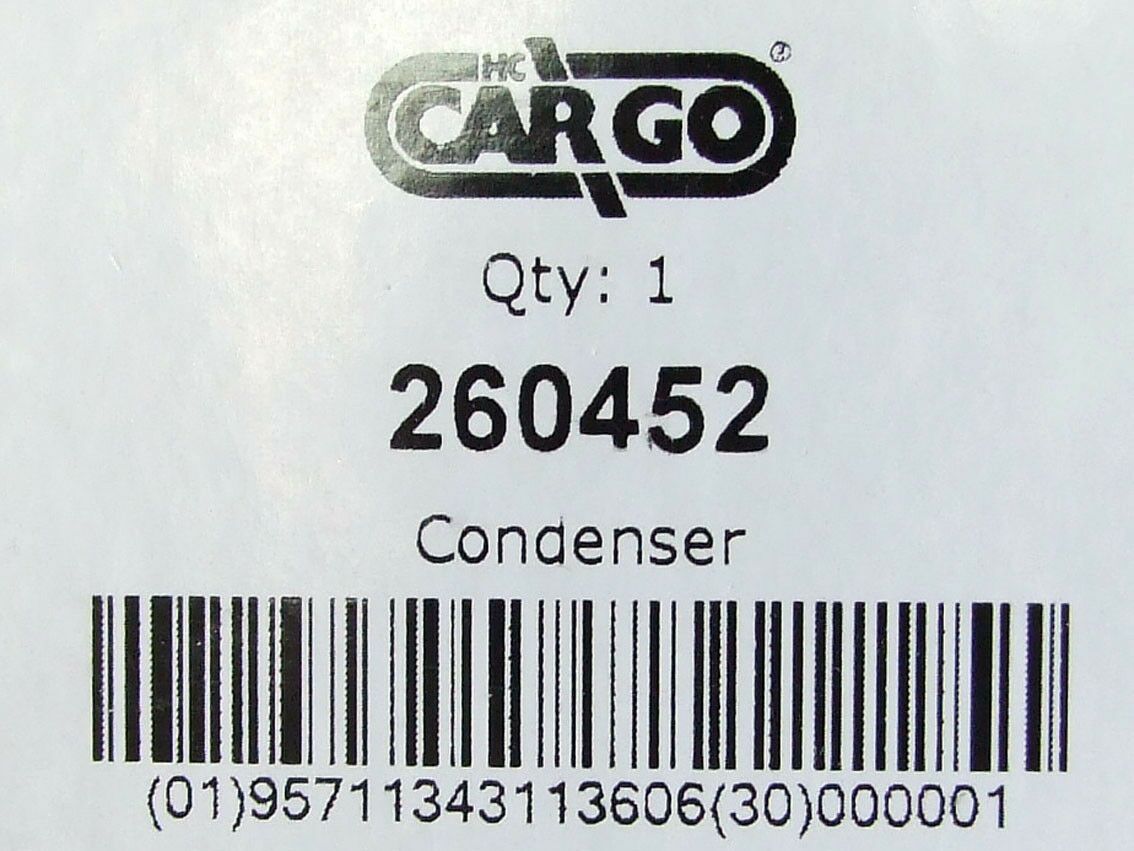 HC
CARGO®
Qty: 1
260452
Condenser
(01)95711343113606(30)000001